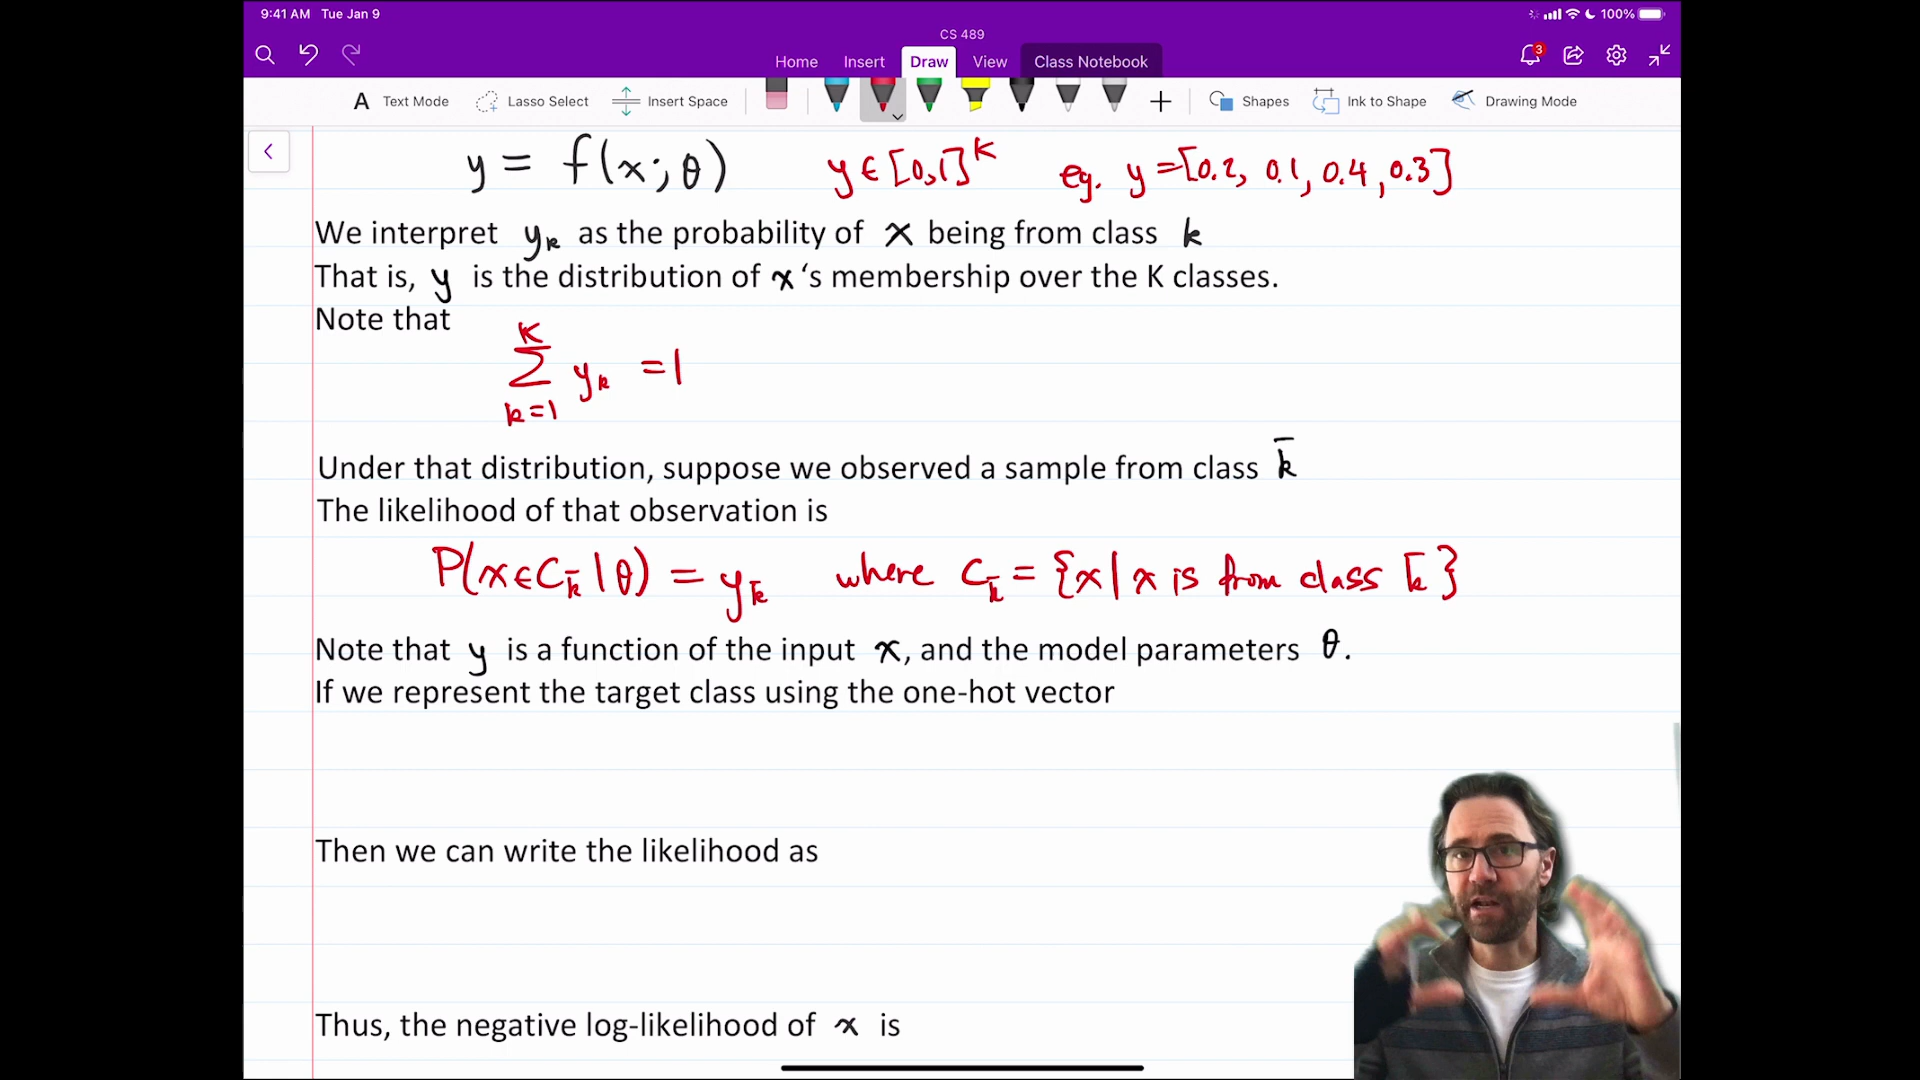 9:41 AM Tue Jan 9
100%
CS 489
Home Insert Draw View Class Notebook
3
A Text Mode Lasso Select Insert Space Shapes Ink to Shape Drawing Mode
y = f(x; θ) y ∈ [0,1]^K eg. y = [0.2, 0.1, 0.4, 0.3]
We interpret y_k as the probability of x being from class k
That is, y is the distribution of x ‘s membership over the K classes.
Note that
∑_{k=1}^{K} y_k = 1
Under that distribution, suppose we observed a sample from class k̄
The likelihood of that observation is
P(x ∈ C_k̄ | θ) = y_k̄ where C_k̄ = {x | x is from class k̄}
Note that y is a function of the input x, and the model parameters θ.
If we represent the target class using the one-hot vector
Then we can write the likelihood as
Thus, the negative log-likelihood of x is